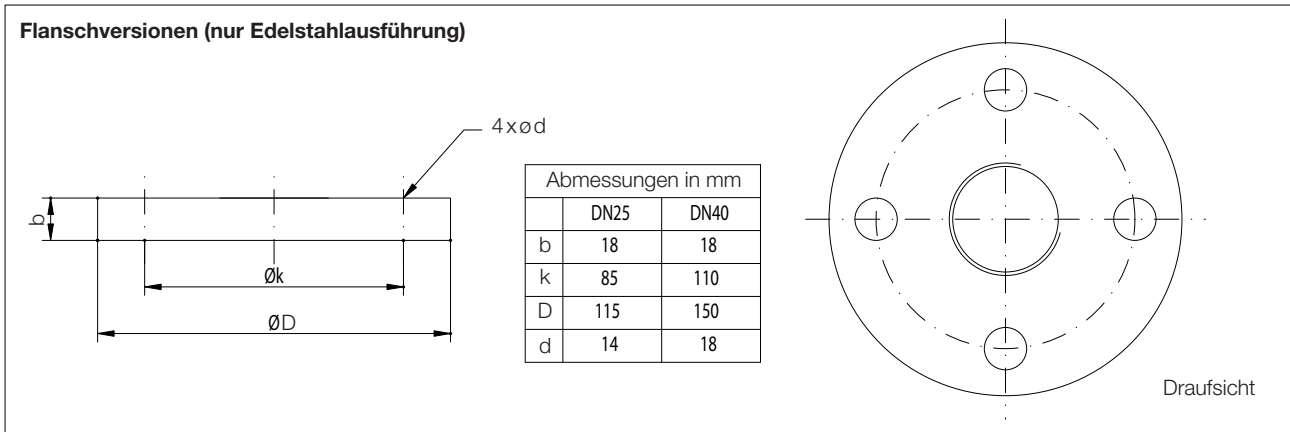 Flanschversionen (nur Edelstahlausführung)
4xød
b
Øk
ØD
Abmessungen in mm
DN25 DN40
b 18 18
k 85 110
D 115 150
d 14 18
Draufsicht